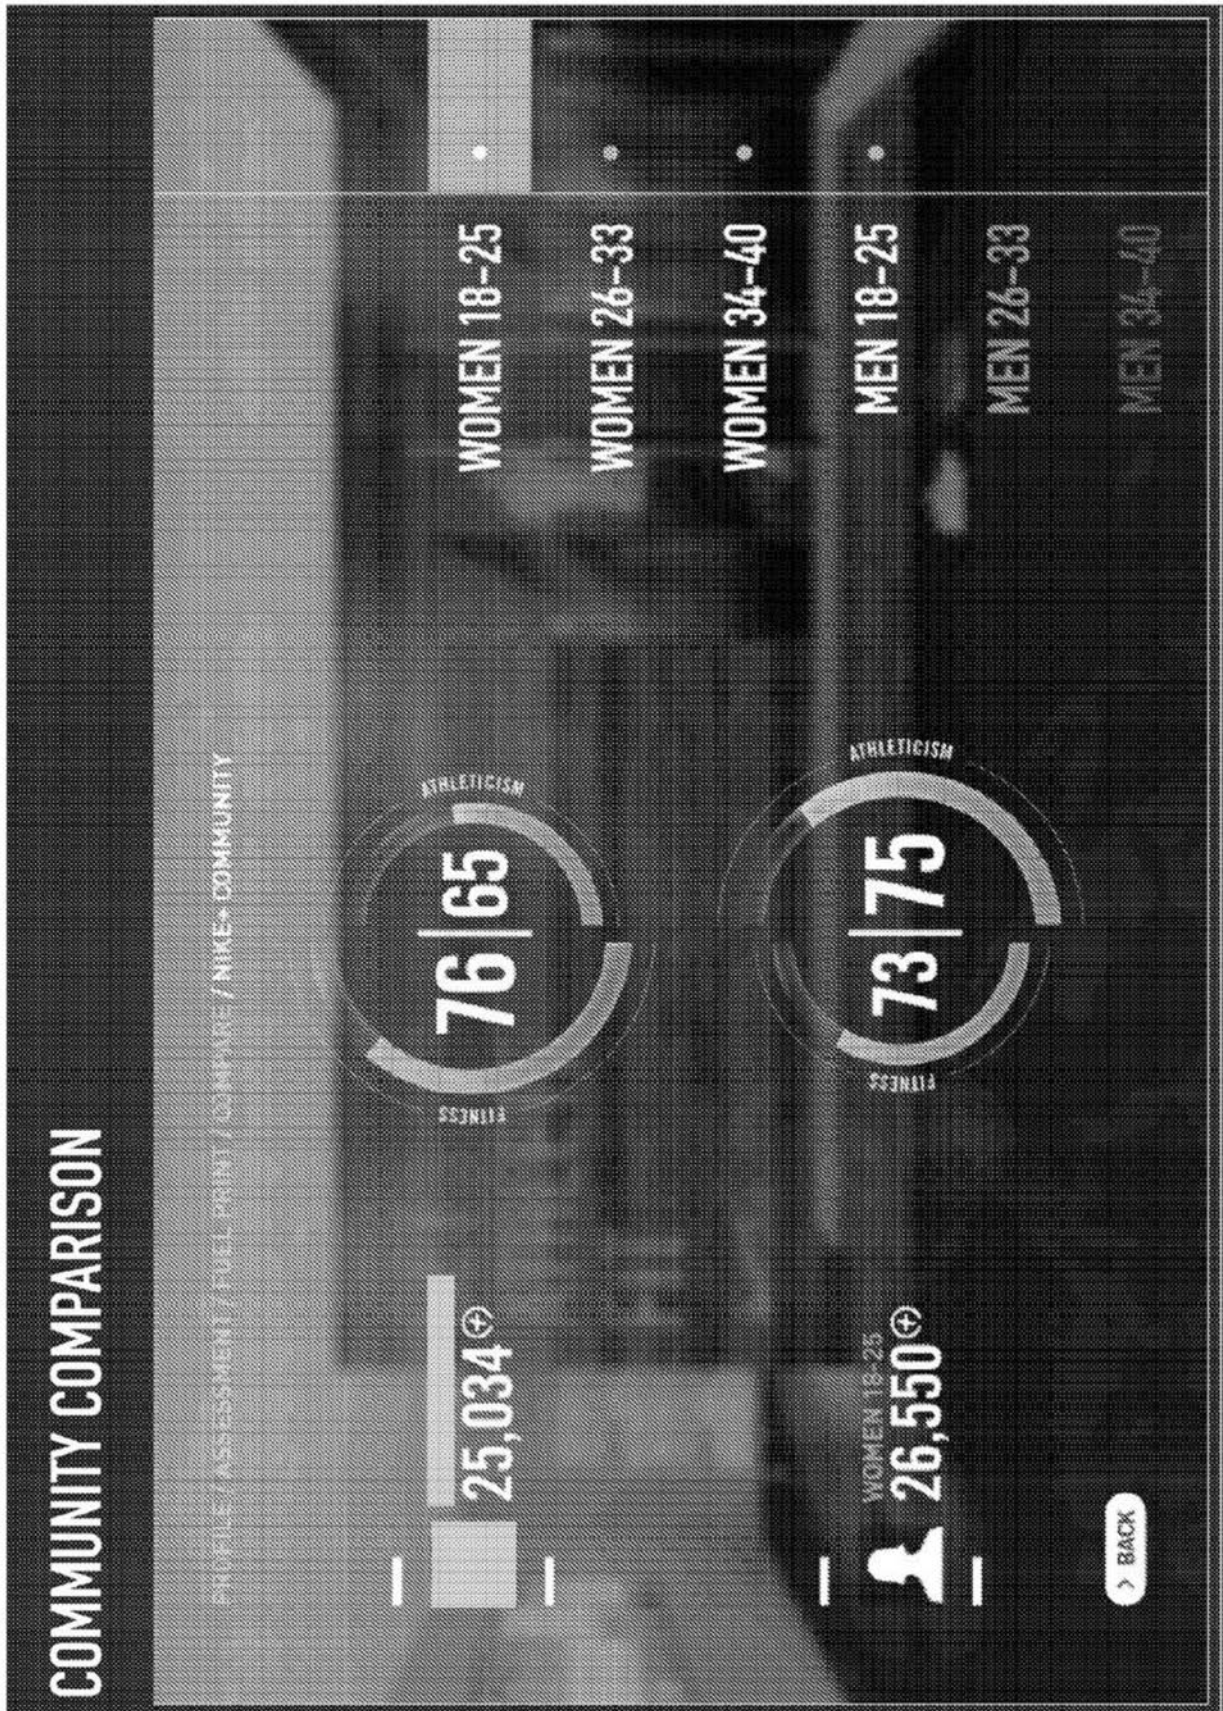 COMMUNITY COMPARISON
PROFILE / ASSESSMENT / FUEL PRINT / COMPARE / NIKE+ COMMUNITY
25,034
FITNESS
76|65
ATHLETICISM
WOMEN 18-25
26,550
FITNESS
73|75
ATHLETICISM
WOMEN 18-25
WOMEN 26-33
WOMEN 34-40
MEN 18-25
MEN 26-33
MEN 34-40
> BACK